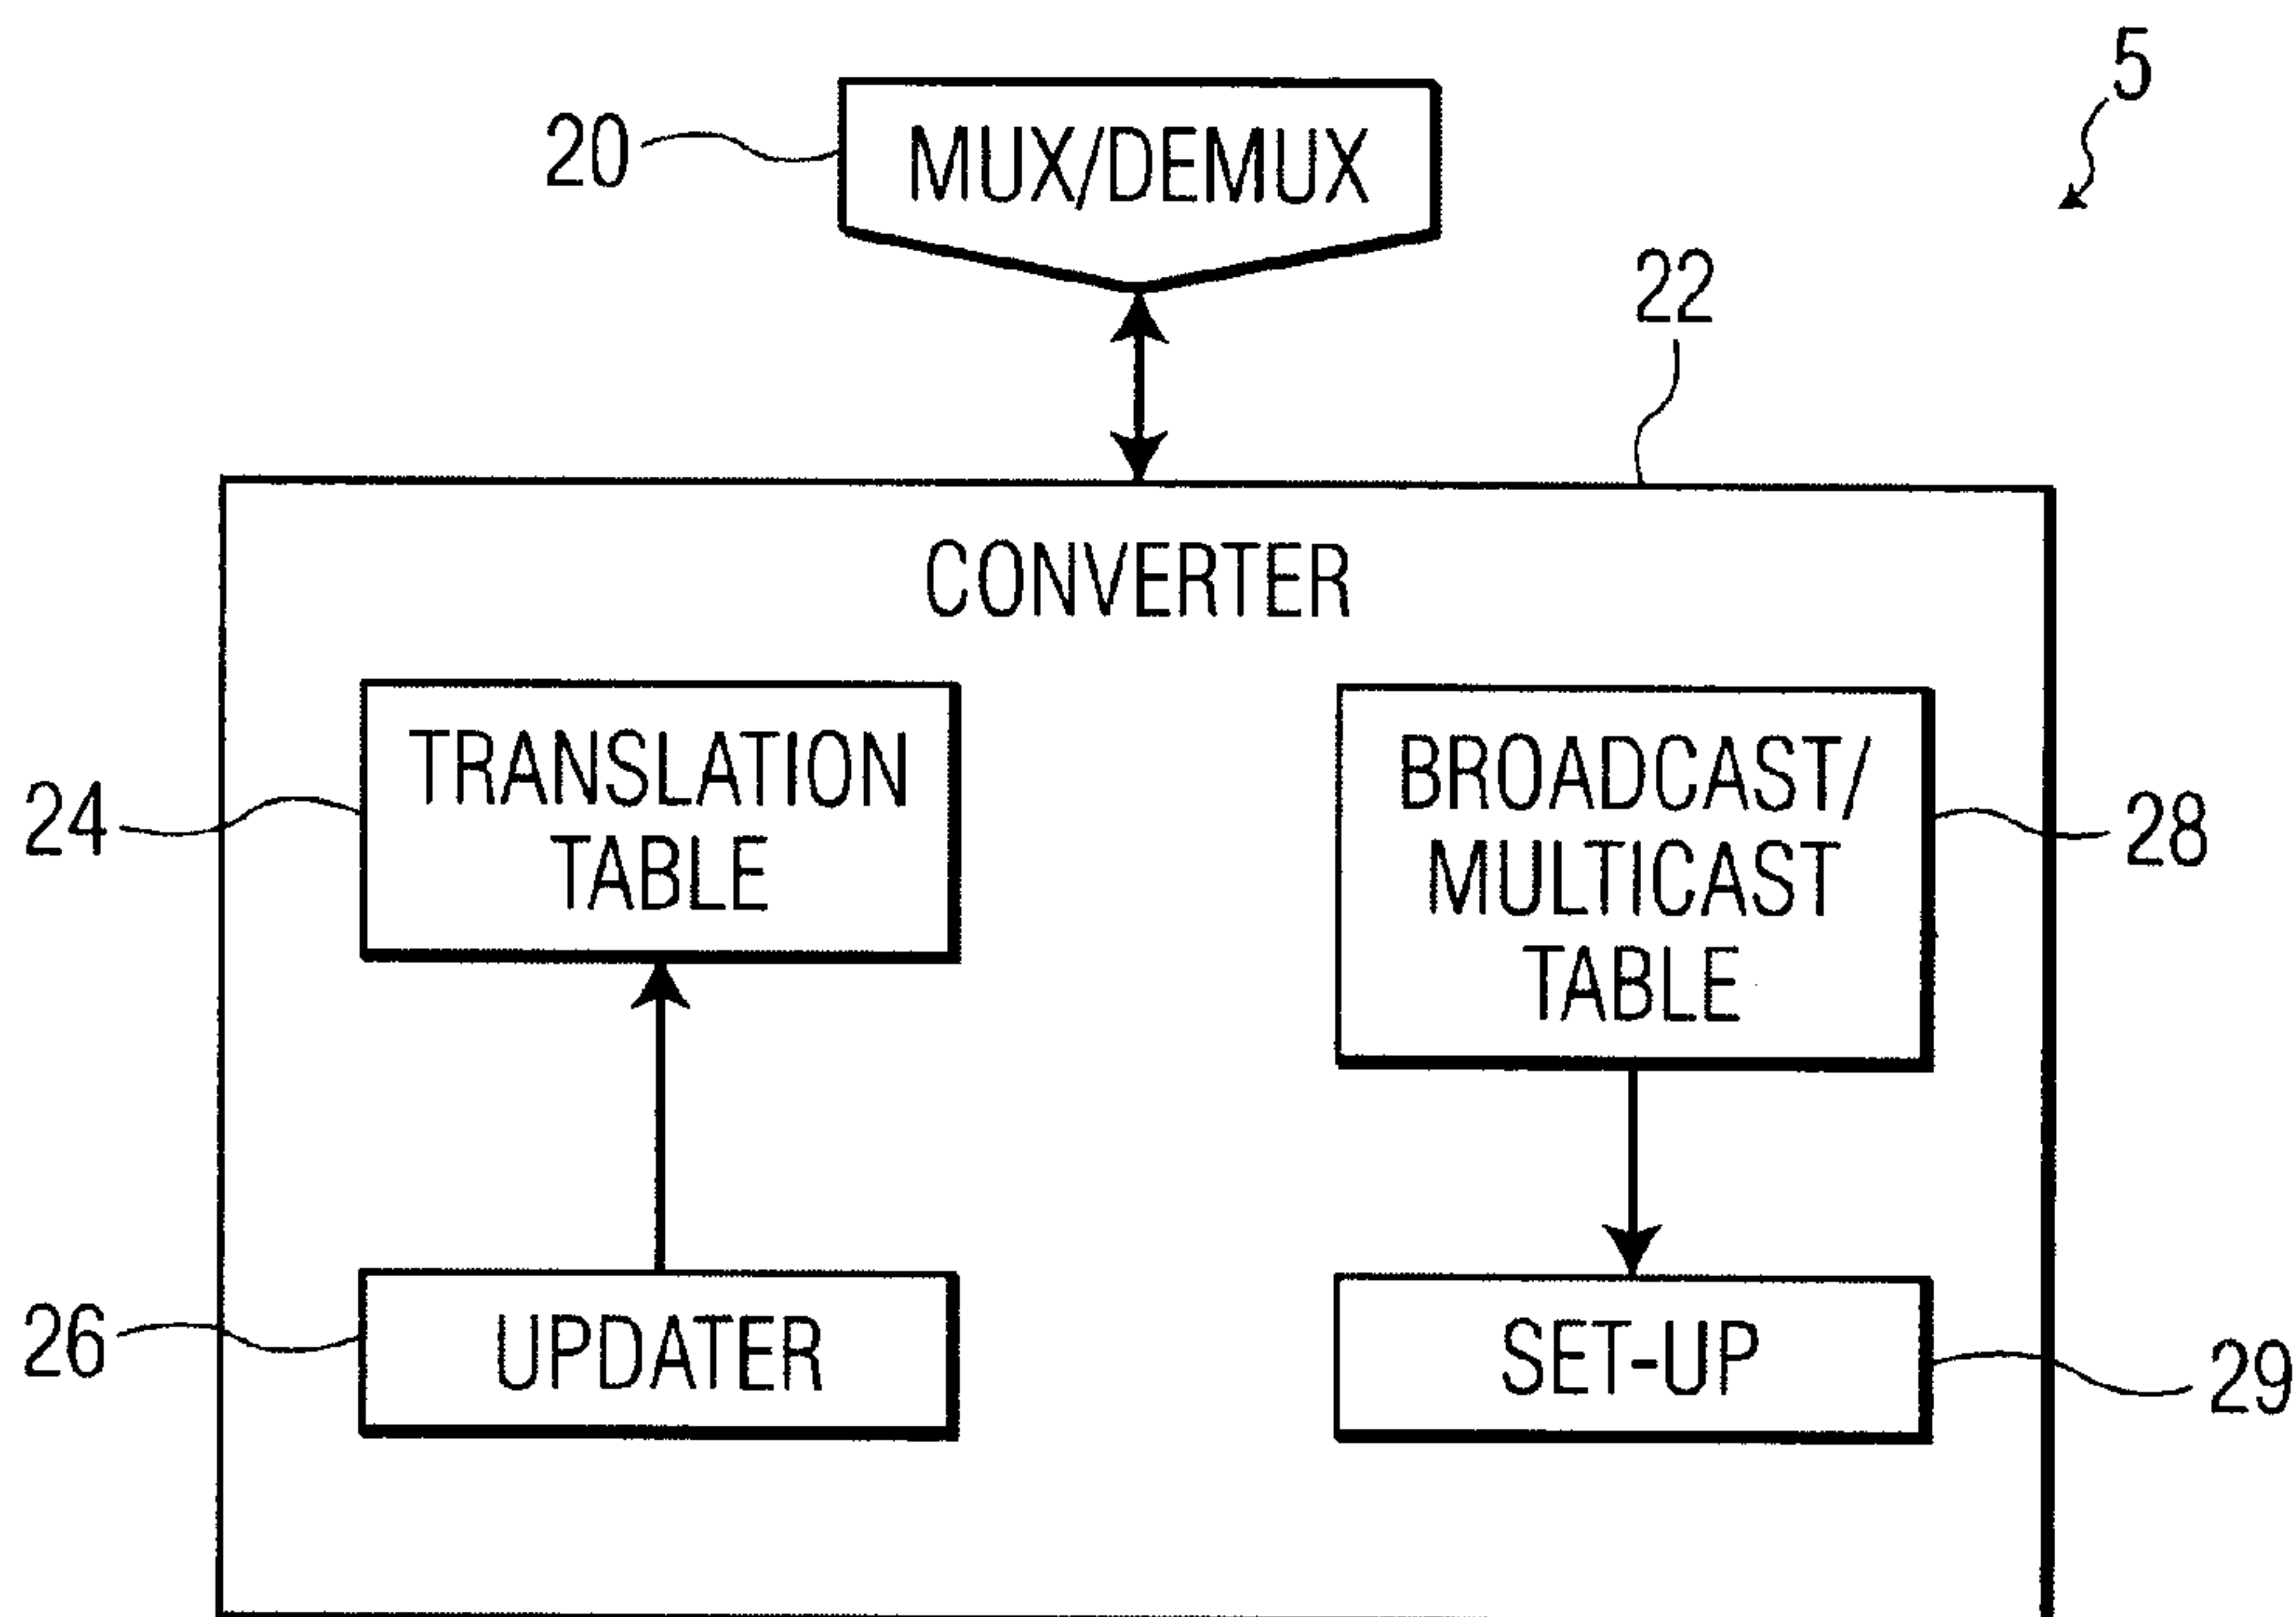 5
20
MUX/DEMUX
22
CONVERTER
24
TRANSLATION
TABLE
BROADCAST/
MULTICAST
TABLE
28
26
UPDATER
SET-UP
29